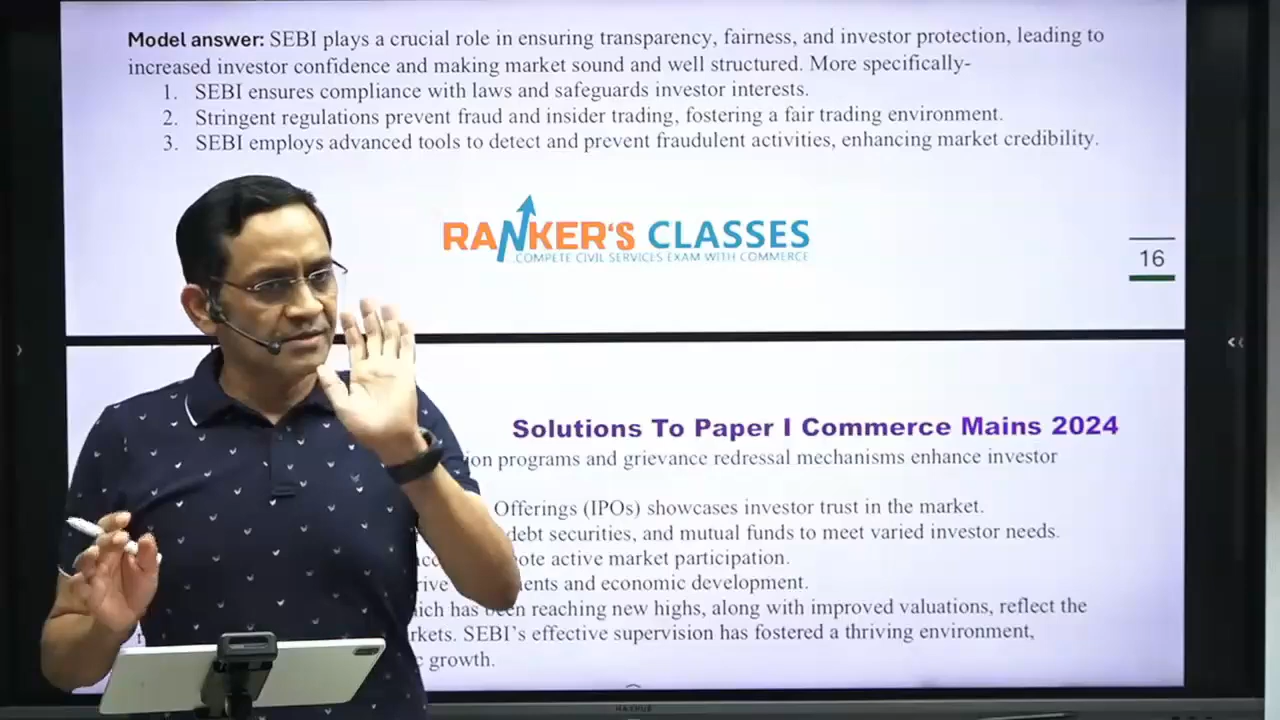 Model answer: SEBI plays a crucial role in ensuring transparency, fairness, and investor protection, leading to
increased investor confidence and making market sound and well structured. More specifically-
1. SEBI ensures compliance with laws and safeguards investor interests.
2. Stringent regulations prevent fraud and insider trading, fostering a fair trading environment.
3. SEBI employs advanced tools to detect and prevent fraudulent activities, enhancing market credibility.
RANKER'S CLASSES
COMPETE CIVIL SERVICES EXAM WITH COMMERCE
16
Solutions To Paper I Commerce Mains 2024
ion programs and grievance redressal mechanisms enhance investor
Offerings (IPOs) showcases investor trust in the market.
debt securities, and mutual funds to meet varied investor needs.
ote active market participation.
ents and economic development.
ich has been reaching new highs, along with improved valuations, reflect the
rkets. SEBI's effective supervision has fostered a thriving environment,
growth.